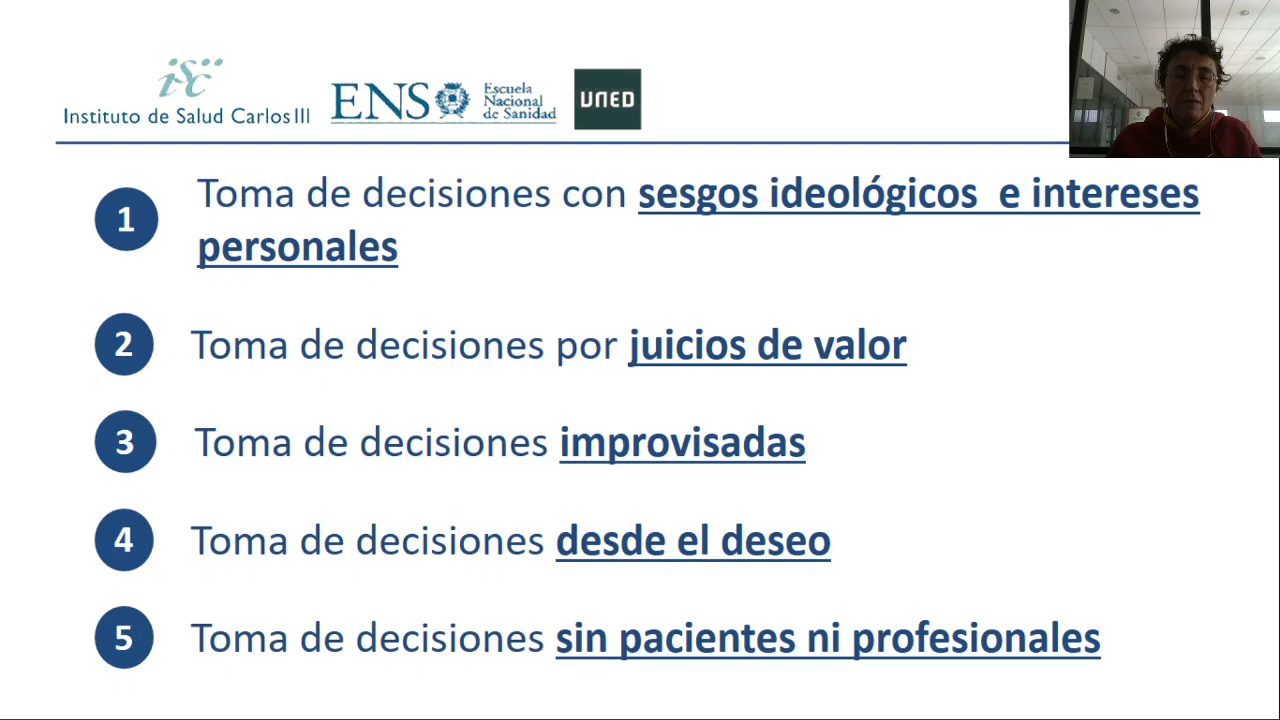 isc
Instituto de Salud Carlos III
ENS
Escuela
Nacional
de Sanidad
UNED
1
Toma de decisiones con sesgos ideológicos e intereses
personales
2
Toma de decisiones por juicios de valor
3
Toma de decisiones improvisadas
4
Toma de decisiones desde el deseo
5
Toma de decisiones sin pacientes ni profesionales